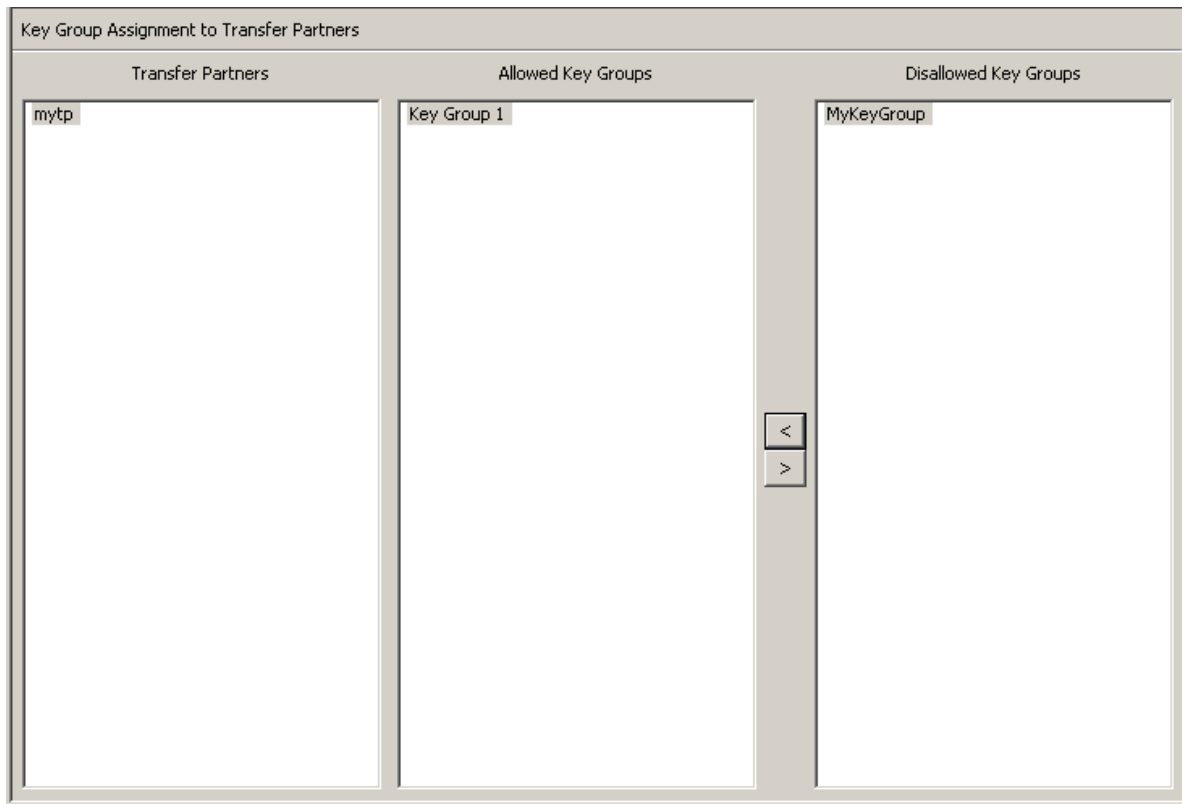 Key Group Assignment to Transfer Partners
Transfer Partners
Allowed Key Groups
Disallowed Key Groups
mytp
Key Group 1
MyKeyGroup
<
>